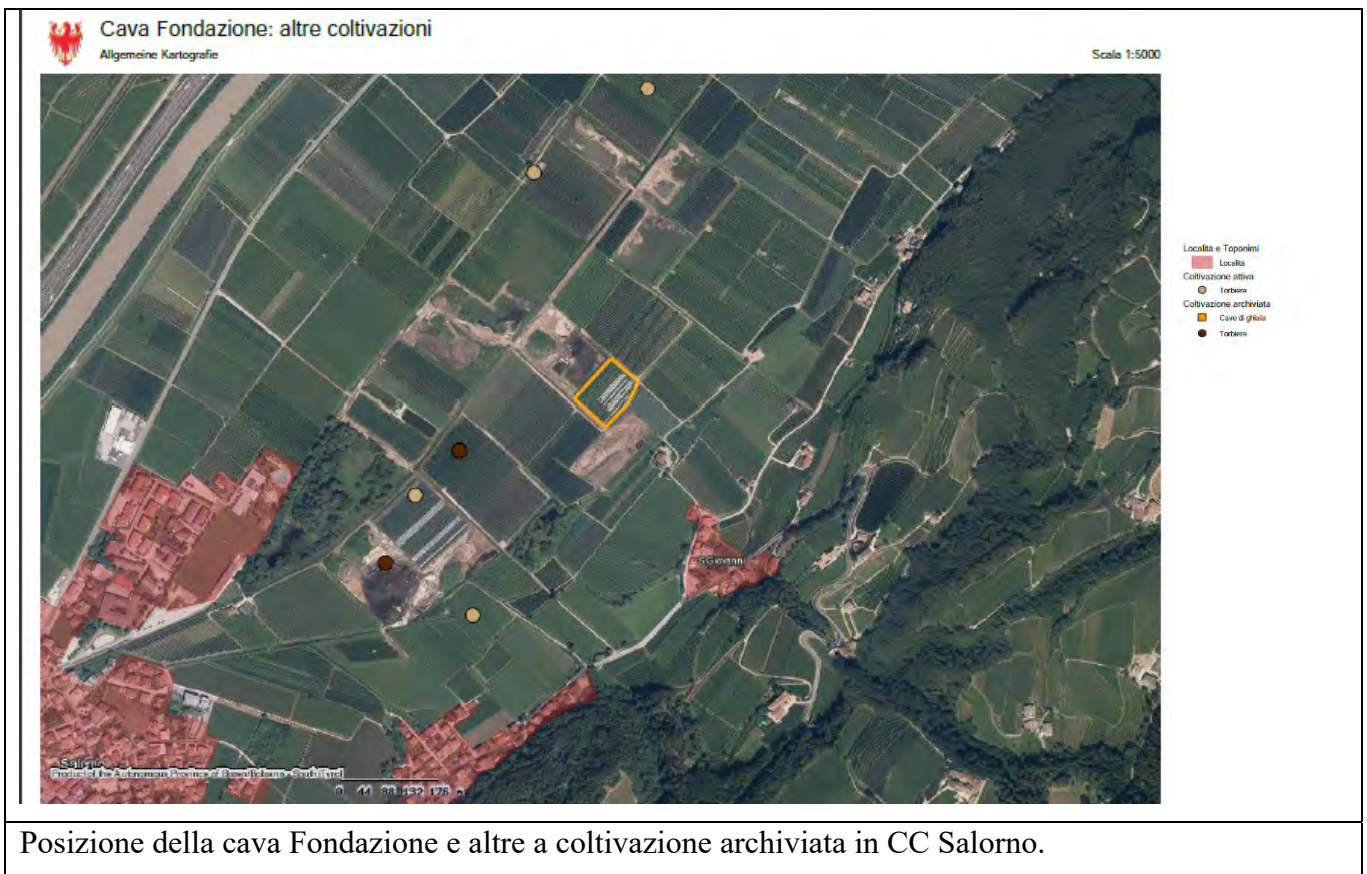 Cava Fondazione: altre coltivazioni
Allgemeine Kartografie
Scala 1:5000
Località e Toponimi
Località
Coltivazione attiva
Torbiere
Coltivazione archiviata
Cave di ghiaia
Torbiere
S.Giovanni
Salorno
Product of the Autonomous Province of Bozen/Bolzano - South Tyrol
0 44 88 132 176 m
Posizione della cava Fondazione e altre a coltivazione archiviata in CC Salorno.